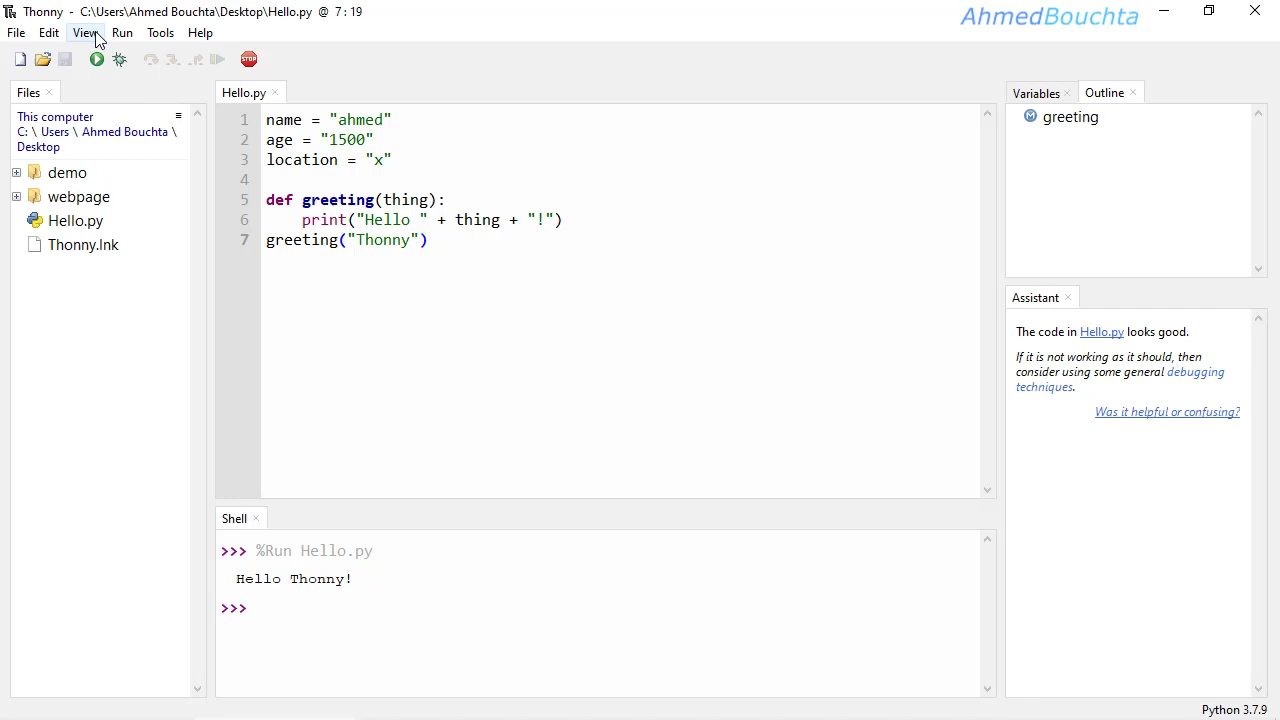 Thonny - C:\Users\Ahmed Bouchta\Desktop\Hello.py @ 7:19
AhmedBouchta
File Edit View Run Tools Help
STOP
Files
This computer
C: \ Users \ Ahmed Bouchta \
Desktop
demo
webpage
Hello.py
Thonny.lnk
Hello.py
1 name = "ahmed"
2 age = "1500"
3 location = "x"
4
5 def greeting(thing):
6     print("Hello " + thing + "!")
7 greeting("Thonny")
Shell
>>> %Run Hello.py
Hello Thonny!
>>>
Variables Outline
greeting
Assistant
The code in Hello.py looks good.
If it is not working as it should, then
consider using some general debugging
techniques.
Was it helpful or confusing?
Python 3.7.9